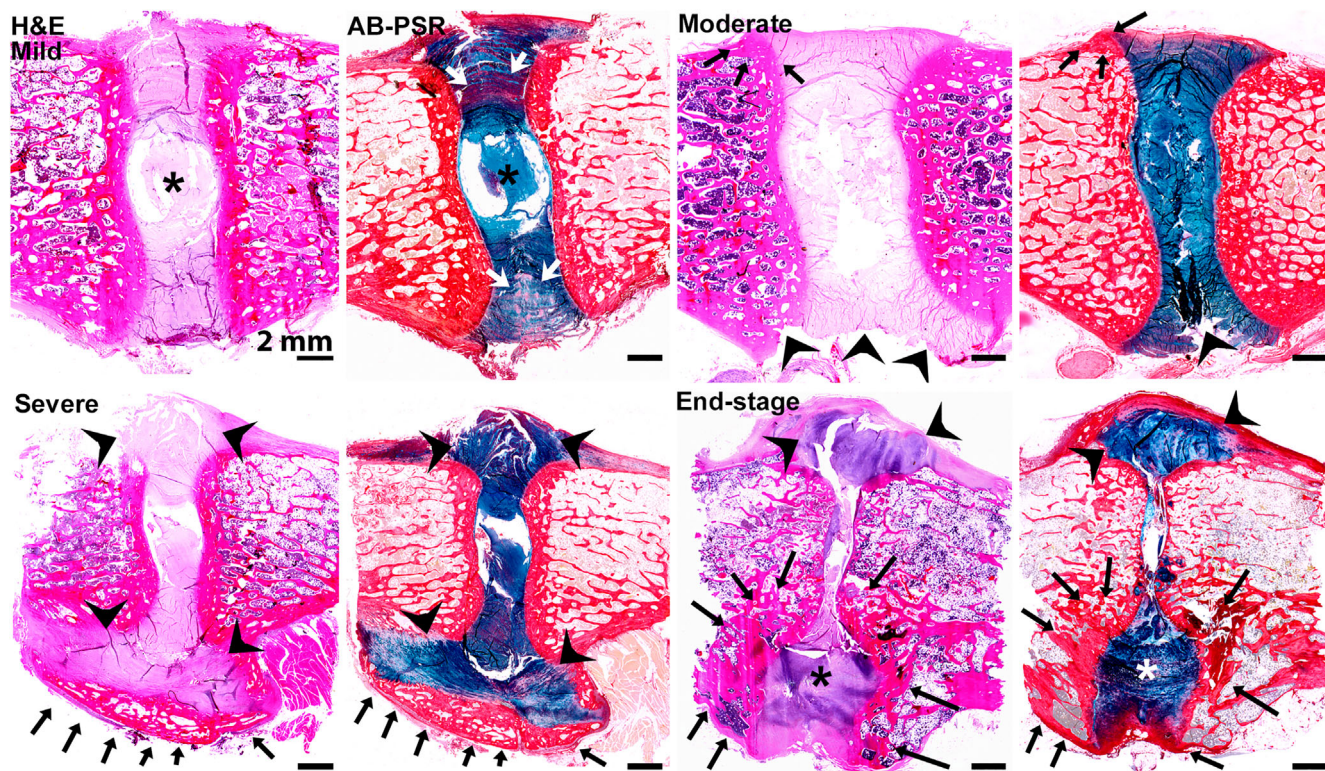 H&E
Mild
AB-PSR
Moderate
*
*
2 mm
Severe
End-stage
*
*